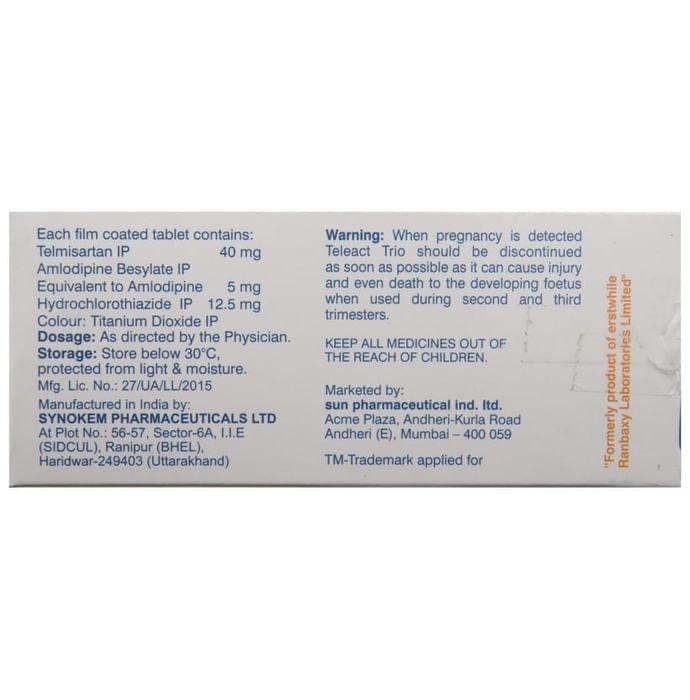 Each film coated tablet contains:
Telmisartan IP 40 mg
Amlodipine Besylate IP
Equivalent to Amlodipine 5 mg
Hydrochlorothiazide IP 12.5 mg
Colour: Titanium Dioxide IP
Dosage: As directed by the Physician.
Storage: Store below 30°C,
protected from light & moisture.
Mfg. Lic. No.: 27/UA/LL/2015
Manufactured in India by:
SYNOKEM PHARMACEUTICALS LTD
At Plot No.: 56-57, Sector-6A, I.I.E
(SIDCUL), Ranipur (BHEL),
Haridwar-249403 (Uttarakhand)
Warning: When pregnancy is detected
Teleact Trio should be discontinued
as soon as possible as it can cause injury
and even death to the developing foetus
when used during second and third
trimesters.
KEEP ALL MEDICINES OUT OF
THE REACH OF CHILDREN.
Marketed by:
sun pharmaceutical ind. ltd.
Acme Plaza, Andheri-Kurla Road
Andheri (E), Mumbai – 400 059
TM-Trademark applied for
"Formerly product of erstwhile
Ranbaxy Laboratories Limited"